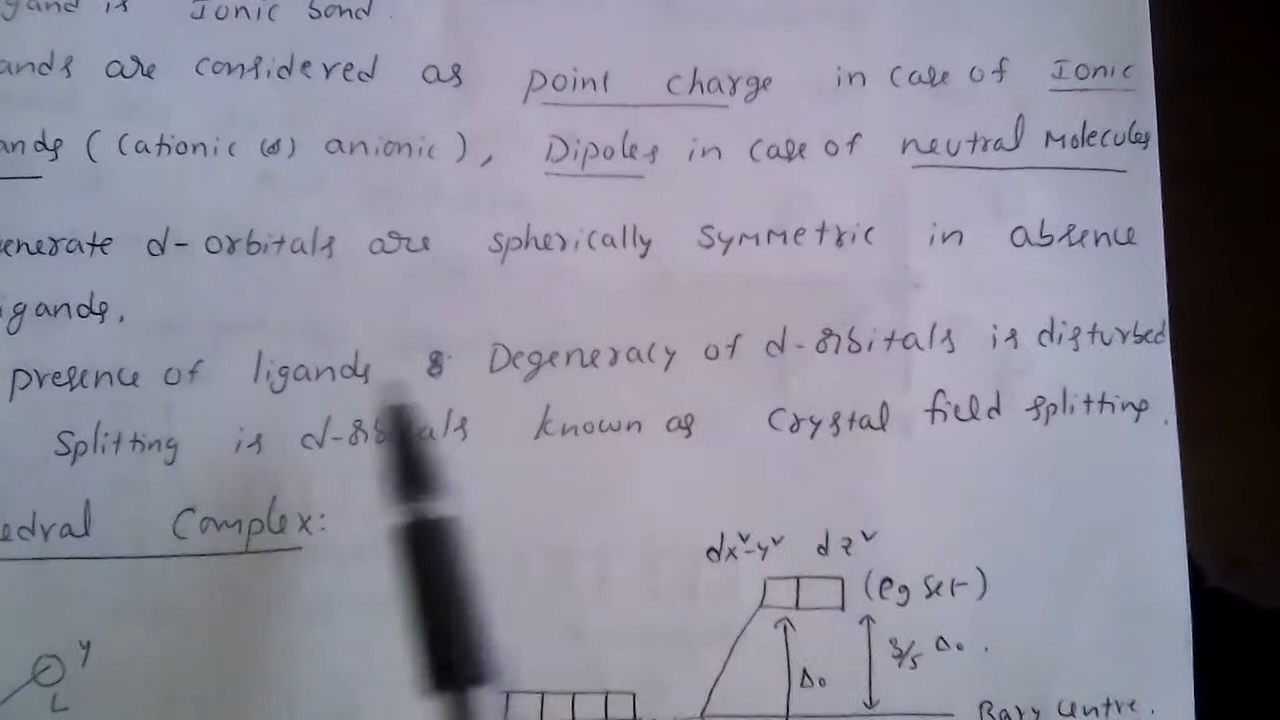 gand is Ionic bond.
ands are considered as point charge in case of Ionic
ands (Cationic (or) anionic), Dipoles in case of neutral molecules
enerate d-orbitals are spherically symmetric in absence
igands.
presence of ligands & Degeneracy of d-orbitals is disturbed
Splitting is d-orbitals known as Crystal field splitting.
edral Complex:
dx²-y² dz²
(eg set)
3/5 Δo.
Δo
Bary Centre.
y
L